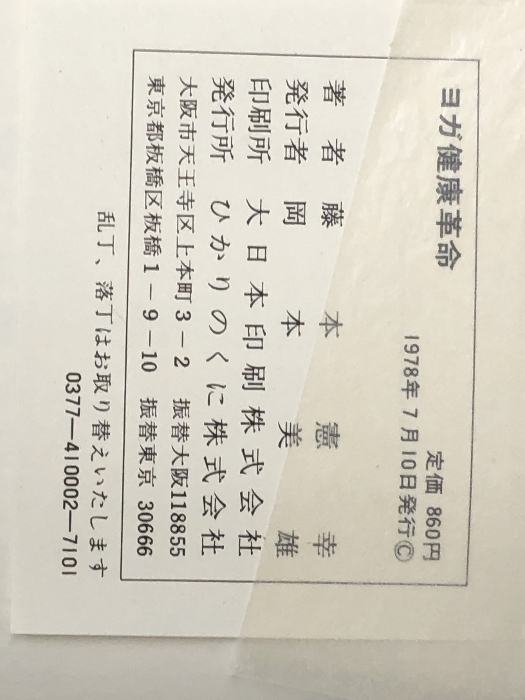 ヨガ健康革命
定価 860円
1978年7月10日発行©
著者 藤本憲幸
発行者 岡本美雄
印刷所 大日本印刷株式会社
発行所 ひかりのくに株式会社
大阪市天王寺区上本町3-2 振替大阪118855
東京都板橋区板橋1-9-10 振替東京 30666
乱丁、落丁はお取り替えいたします
0377-410002-7101